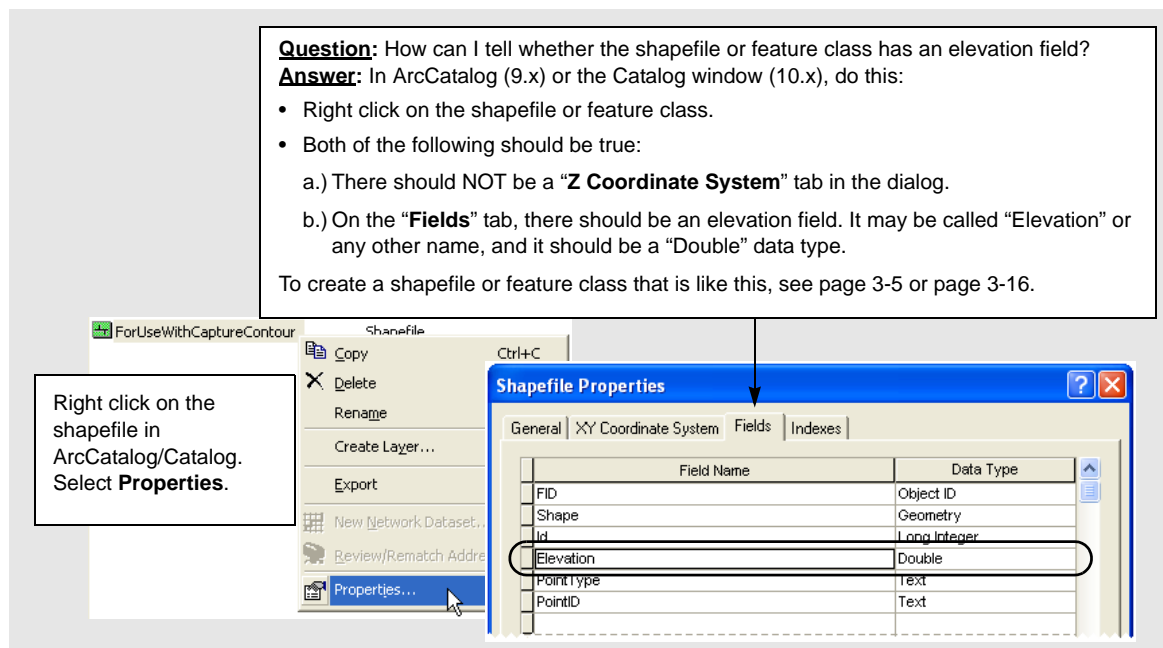 Question: How can I tell whether the shapefile or feature class has an elevation field?
Answer: In ArcCatalog (9.x) or the Catalog window (10.x), do this:
• Right click on the shapefile or feature class.
• Both of the following should be true:
a.) There should NOT be a “Z Coordinate System” tab in the dialog.
b.) On the “Fields” tab, there should be an elevation field. It may be called “Elevation” or
any other name, and it should be a “Double” data type.
To create a shapefile or feature class that is like this, see page 3-5 or page 3-16.
ForUseWithCaptureContour Shapefile
Copy Ctrl+C
Delete
Rename
Create Layer...
Export
New Network Dataset..
Review/Rematch Addre
Properties...
Right click on the
shapefile in
ArcCatalog/Catalog.
Select Properties.
Shapefile Properties
General XY Coordinate System Fields Indexes
Field Name Data Type
FID Object ID
Shape Geometry
Id Long Integer
Elevation Double
PointType Text
PointID Text